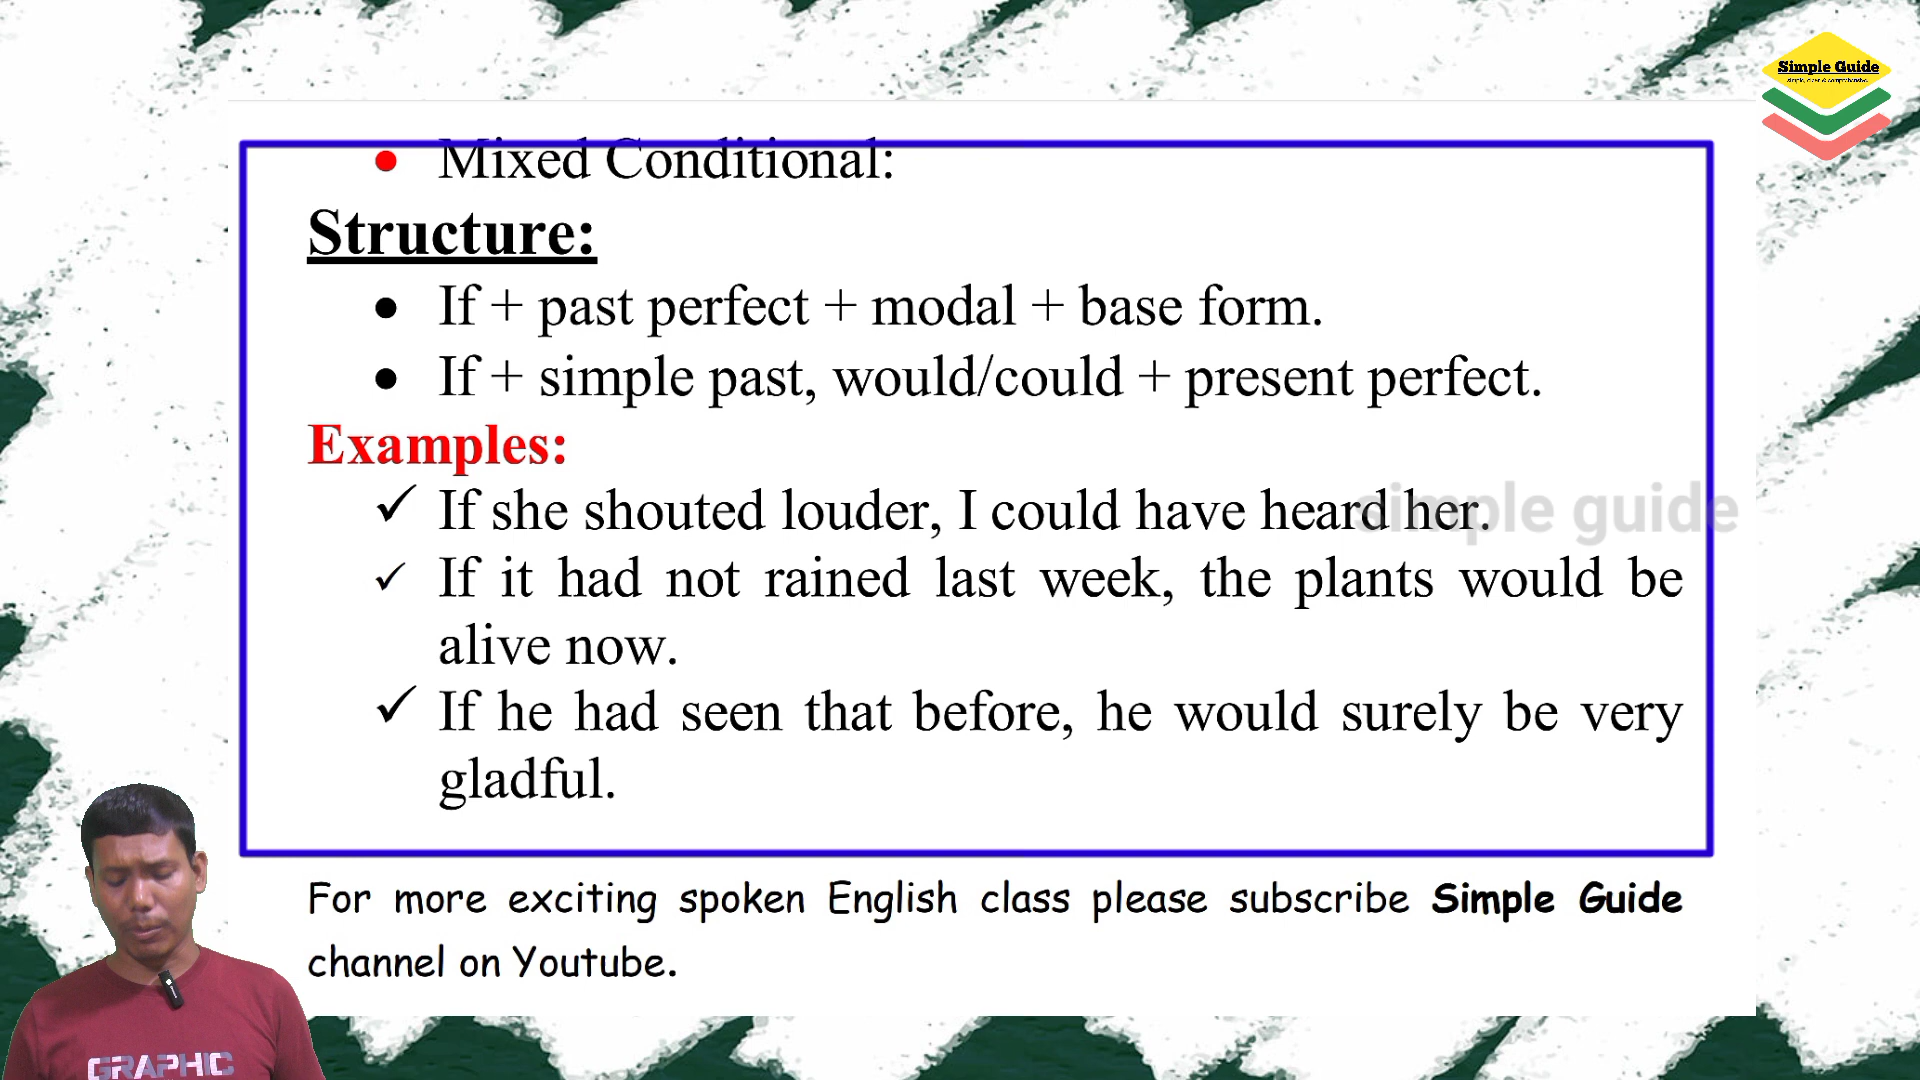 Simple Guide
Mixed Conditional:
Structure:
If + past perfect + modal + base form.
If + simple past, would/could + present perfect.
Examples:
If she shouted louder, I could have heard her.
simple guide
If it had not rained last week, the plants would be
alive now.
If he had seen that before, he would surely be very
gladful.
For more exciting spoken English class please subscribe Simple Guide
channel on Youtube.
GRAPHIC